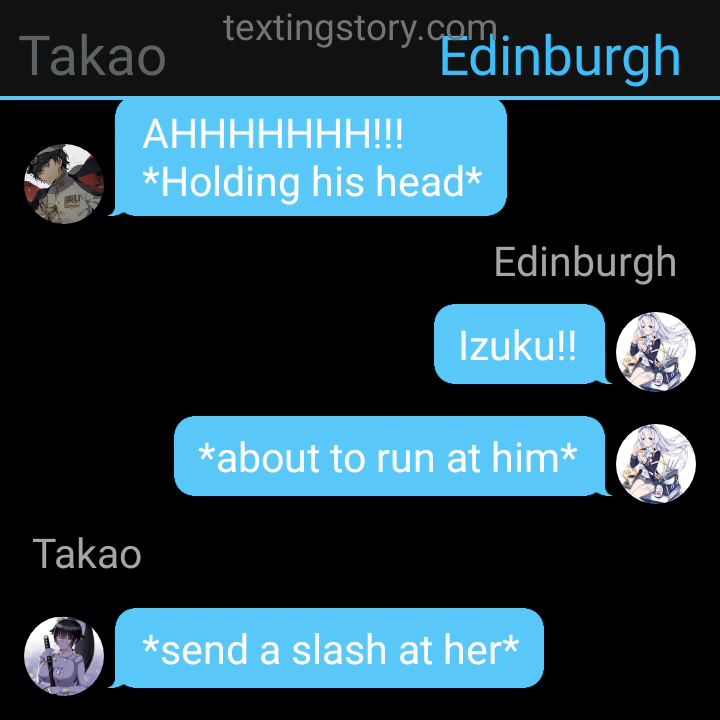 textingstory.com
Takao
Edinburgh
AHHHHHHH!!!
*Holding his head*
Edinburgh
Izuku!!
*about to run at him*
Takao
*send a slash at her*